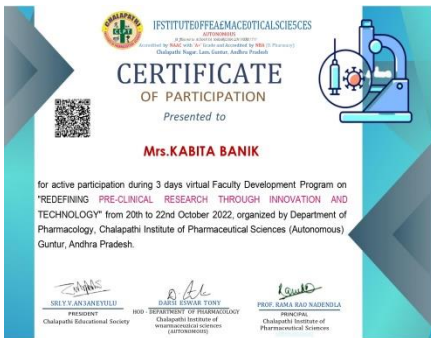 CHALAPATHI
IFSTITUTEOFFEAEMACE0TICALSCIE5CES
AUTONOMOUS
Accredited by NAAC with 'A+' Grade and Accredited by NBA (U Pharmacy)
Chalapathi Nagar, Lam, Guntur, Andhra Pradesh
CERTIFICATE
OF PARTICIPATION
Presented to
Mrs.KABITA BANIK
for active participation during 3 days virtual Faculty Development Program on
"REDEFINING PRE-CLINICAL RESEARCH THROUGH INNOVATION AND
TECHNOLOGY" from 20th to 22nd October 2022, organized by Department of
Pharmacology, Chalapathi Institute of Pharmaceutical Sciences (Autonomous)
Guntur, Andhra Pradesh.
SRI.Y.V.AN3ANEYULU
PRESIDENT
Chalapathi Educational Society
DARSI ESWAR TONY
HOD - DEPARTMENT OF PHARMACOLOGY
Chalapathi Institute of
wnarmaceutical sciences
(AUTONOMOUS)
PROF. RAMA RAO NADENDLA
PRINCIPAL
Chalapathi Institute of
Pharmaceutical Sciences